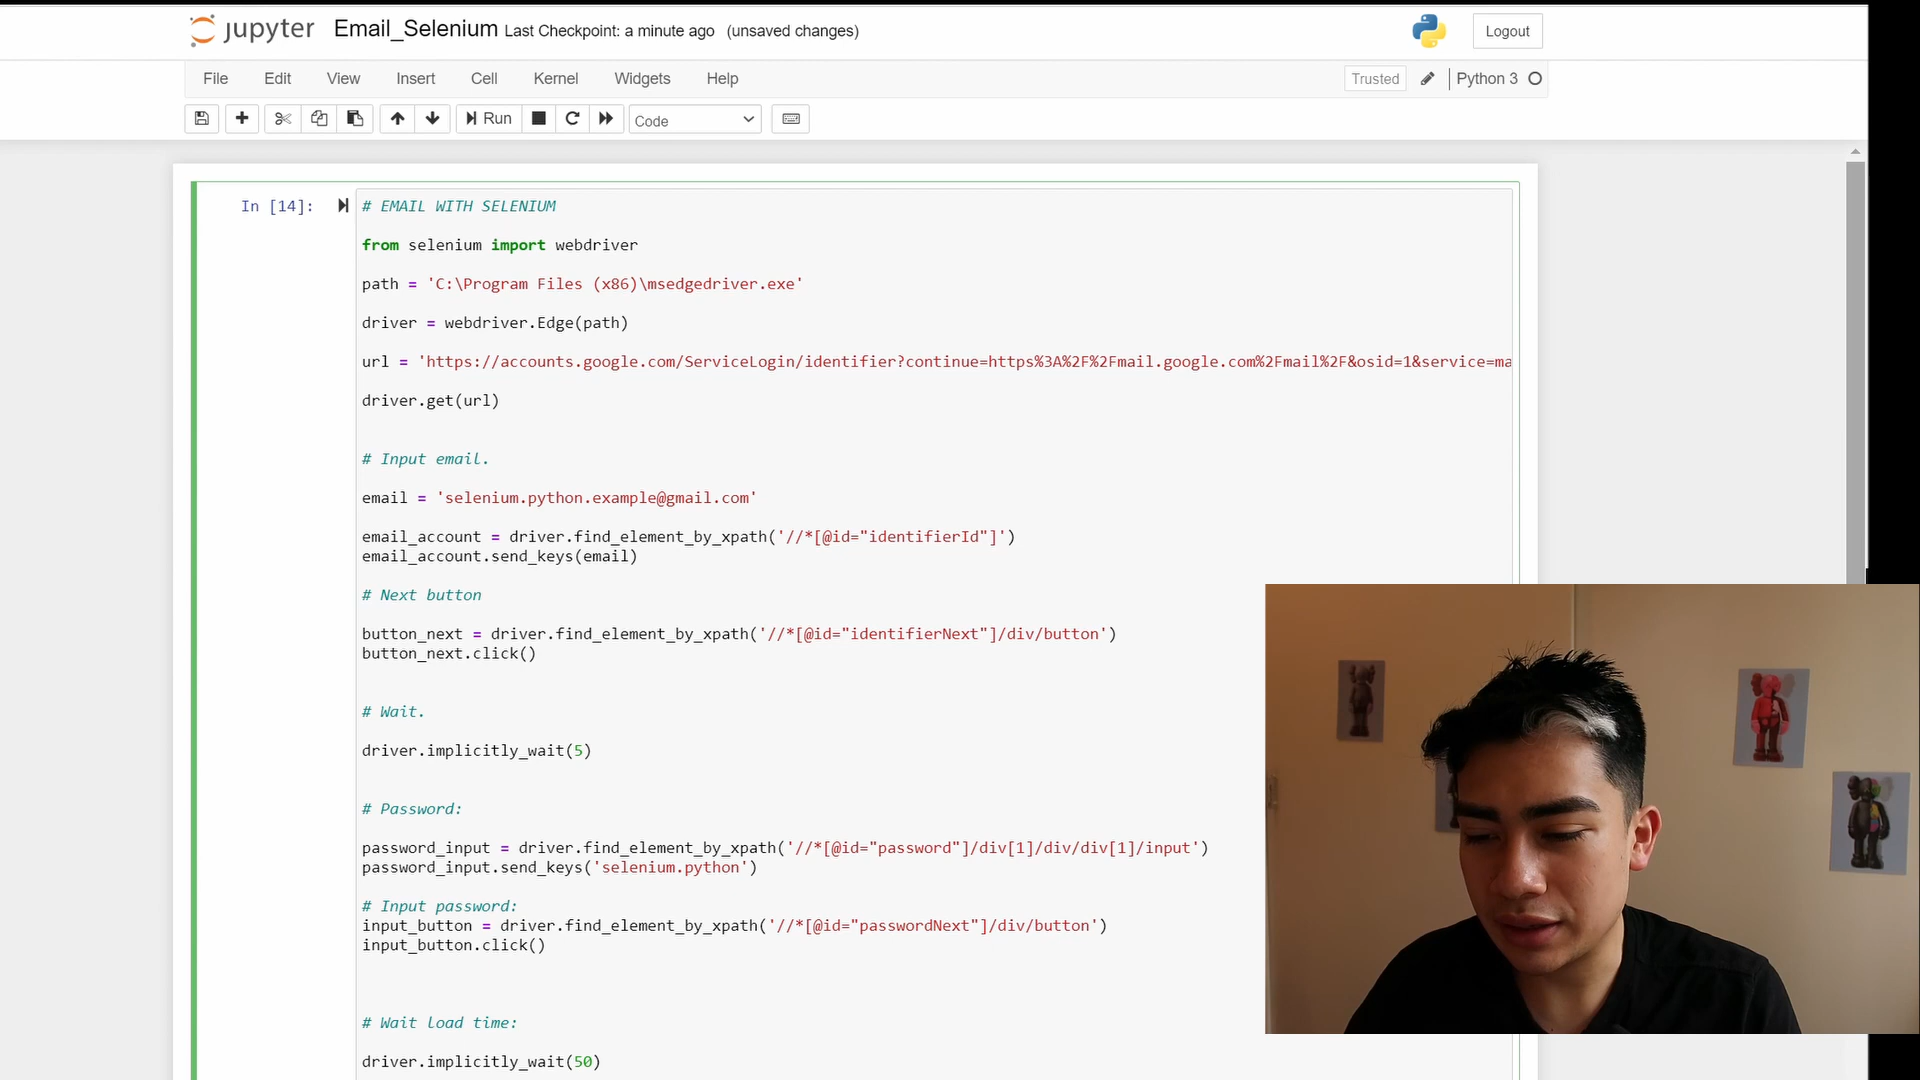 jupyter Email_Selenium Last Checkpoint: a minute ago (unsaved changes) Logout
File Edit View Insert Cell Kernel Widgets Help Trusted Python 3
Run Code
In [14]: # EMAIL WITH SELENIUM
from selenium import webdriver
path = 'C:\Program Files (x86)\msedgedriver.exe'
driver = webdriver.Edge(path)
url = 'https://accounts.google.com/ServiceLogin/identifier?continue=https%3A%2F%2Fmail.google.com%2Fmail%2F&osid=1&service=ma
driver.get(url)
# Input email.
email = 'selenium.python.example@gmail.com'
email_account = driver.find_element_by_xpath('//*[@id="identifierId"]')
email_account.send_keys(email)
# Next button
button_next = driver.find_element_by_xpath('//*[@id="identifierNext"]/div/button')
button_next.click()
# Wait.
driver.implicitly_wait(5)
# Password:
password_input = driver.find_element_by_xpath('//*[@id="password"]/div[1]/div/div[1]/input')
password_input.send_keys('selenium.python')
# Input password:
input_button = driver.find_element_by_xpath('//*[@id="passwordNext"]/div/button')
input_button.click()
# Wait load time:
driver.implicitly_wait(50)